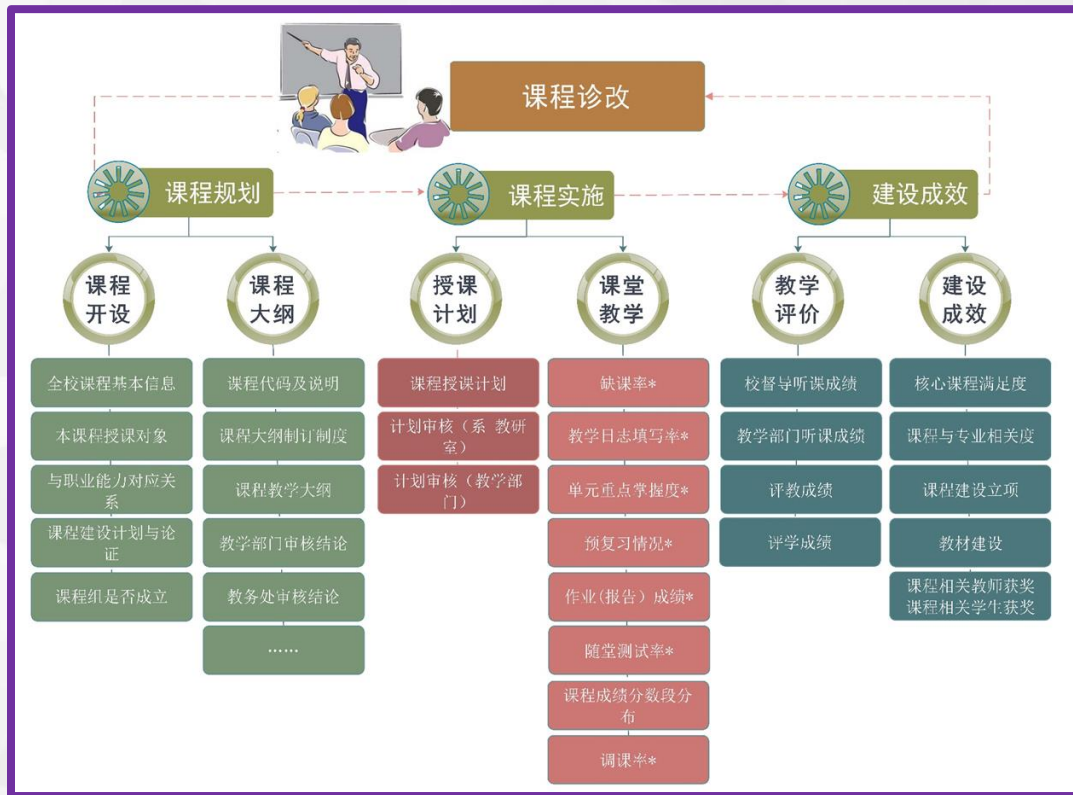 课程诊改
课程规划
课程实施
建设成效
课程
开设
课程
大纲
授课
计划
课堂
教学
教学
评价
建设
成效
全校课程基本信息
本课程授课对象
与职业能力对应关
系
课程建设计划与论
证
课程组是否成立
课程代码及说明
课程大纲制订制度
课程教学大纲
教学部门审核结论
教务处审核结论
……
课程授课计划
计划审核（系 教研
室）
计划审核（教学部
门）
缺课率*
教学日志填写率*
单元重点掌握度*
预复习情况*
作业(报告）成绩*
随堂测试率*
课程成绩分数段分
布
调课率*
校督导听课成绩
教学部门听课成绩
评教成绩
评学成绩
核心课程满足度
课程与专业相关度
课程建设立项
教材建设
课程相关教师获奖
课程相关学生获奖